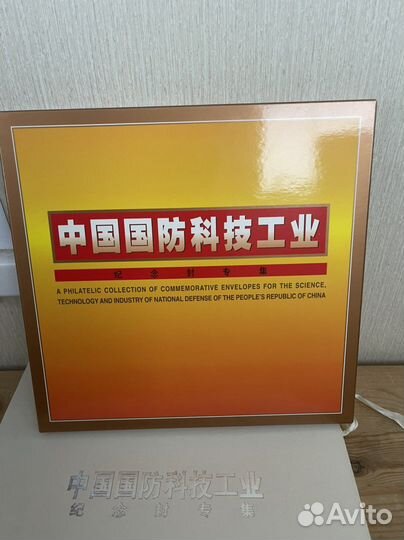 中国国防科技工业
纪念封专集
A PHILATELIC COLLECTION OF COMMEMORATIVE ENVELOPES FOR THE SCIENCE,
TECHNOLOGY AND INDUSTRY OF NATIONAL DEFENSE OF THE PEOPLE'S REPUBLIC OF CHINA
中国国防科技工业
纪念封专集
Avito